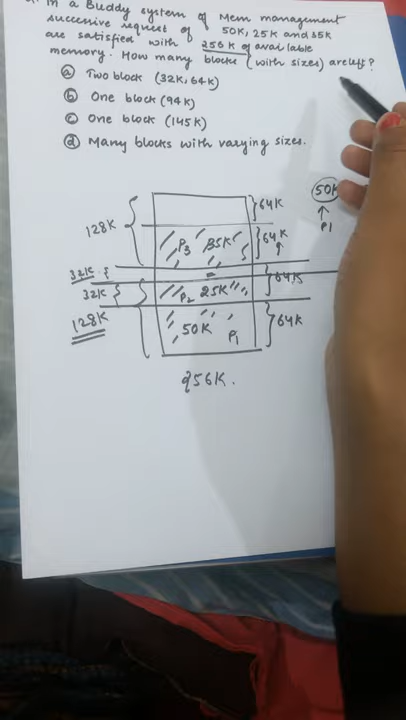 In a Buddy system of Mem management
successive request of 50K, 25K and 35K
are satisfied with 256K of available
memory. How many blocks (with sizes) are left?
(a) Two block (32K, 64K)
(b) One block (94K)
(c) One block (145K)
(d) Many blocks with varying sizes.
64K
128K
P3 35K
64K
50K
P1
32K
64K
32K
P2 25K
128K
50K P1
64K
256K.